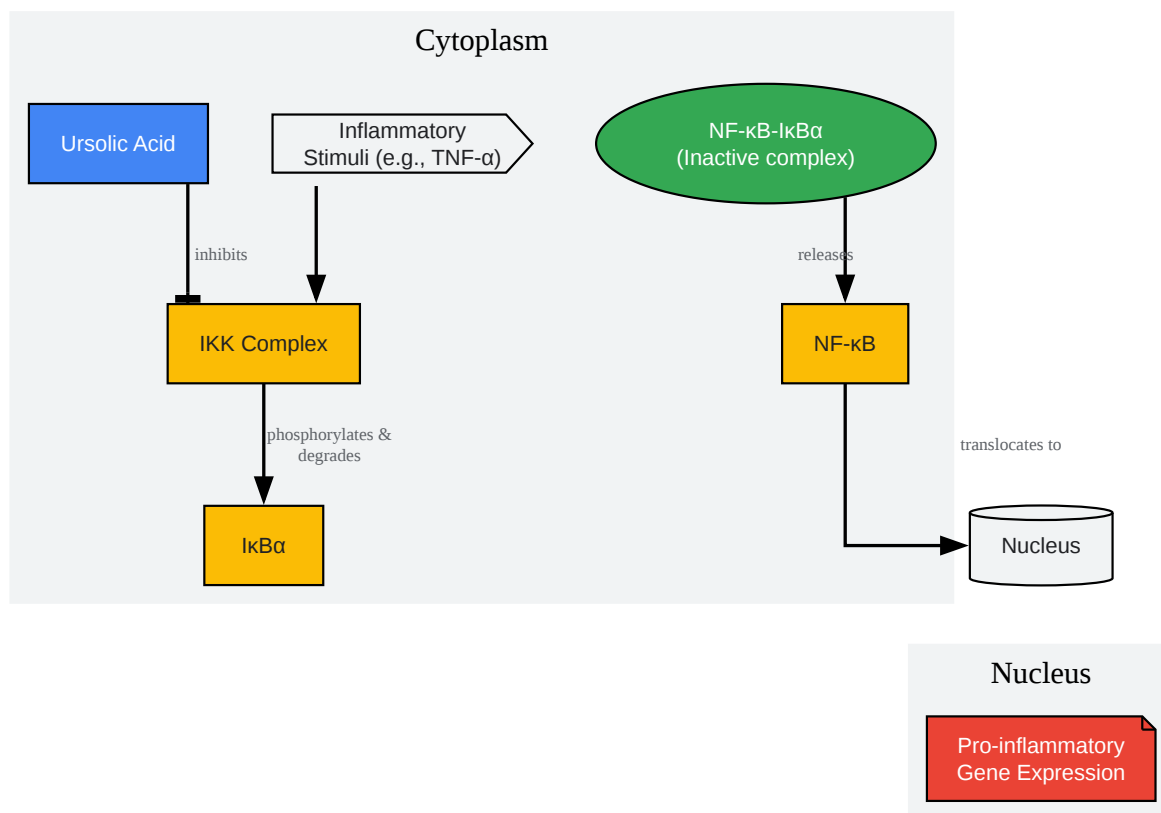 Cytoplasm
Ursolic Acid
Inflammatory
Stimuli (e.g., TNF-α)
NF-κB-IκBα
(Inactive complex)
inhibits
releases
IKK Complex
NF-κB
phosphorylates &
degrades
translocates to
IκBα
Nucleus
Nucleus
Pro-inflammatory
Gene Expression